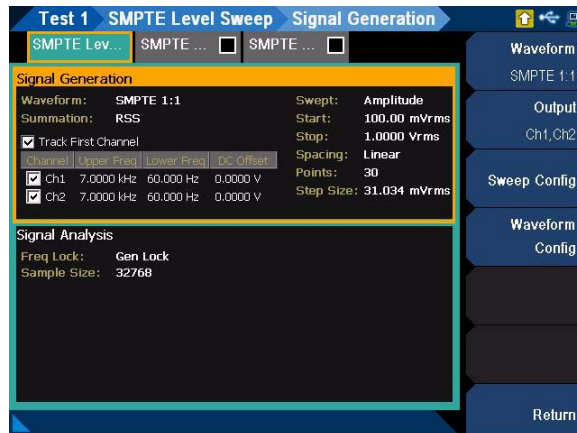 Test 1 SMPTE Level Sweep Signal Generation
SMPTE Lev... SMPTE ... SMPTE ...
Signal Generation
Waveform: SMPTE 1:1
Summation: RSS
Track First Channel
Channel Upper Freq Lower Freq DC Offset
Ch1 7.0000 kHz 60.000 Hz 0.0000 V
Ch2 7.0000 kHz 60.000 Hz 0.0000 V
Swept: Amplitude
Start: 100.00 mVrms
Stop: 1.0000 Vrms
Spacing: Linear
Points: 30
Step Size: 31.034 mVrms
Signal Analysis
Freq Lock: Gen Lock
Sample Size: 32768
Waveform
SMPTE 1:1
Output
Ch1,Ch2
Sweep Config
Waveform
Config
Return